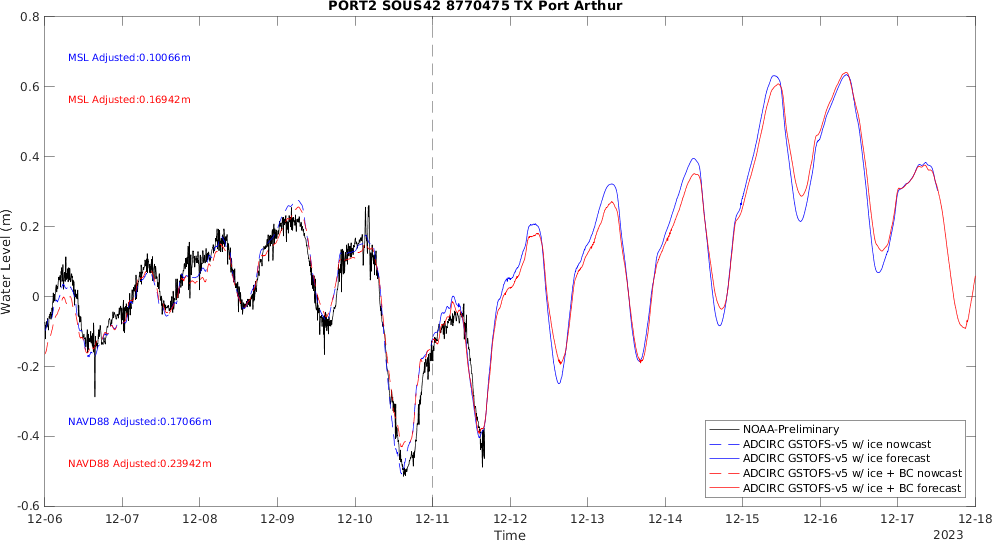 PORT2 SOUS42 8770475 TX Port Arthur
0.8
0.6
0.4
0.2
0
-0.2
-0.4
-0.6
Water Level (m)
MSL Adjusted:0.10066m
MSL Adjusted:0.16942m
NAVD88 Adjusted:0.17066m
NAVD88 Adjusted:0.23942m
NOAA-Preliminary
ADCIRC GSTOFS-v5 w/ ice nowcast
ADCIRC GSTOFS-v5 w/ ice forecast
ADCIRC GSTOFS-v5 w/ ice + BC nowcast
ADCIRC GSTOFS-v5 w/ ice + BC forecast
12-06 12-07 12-08 12-09 12-10 12-11 12-12 12-13 12-14 12-15 12-16 12-17 12-18
Time
2023